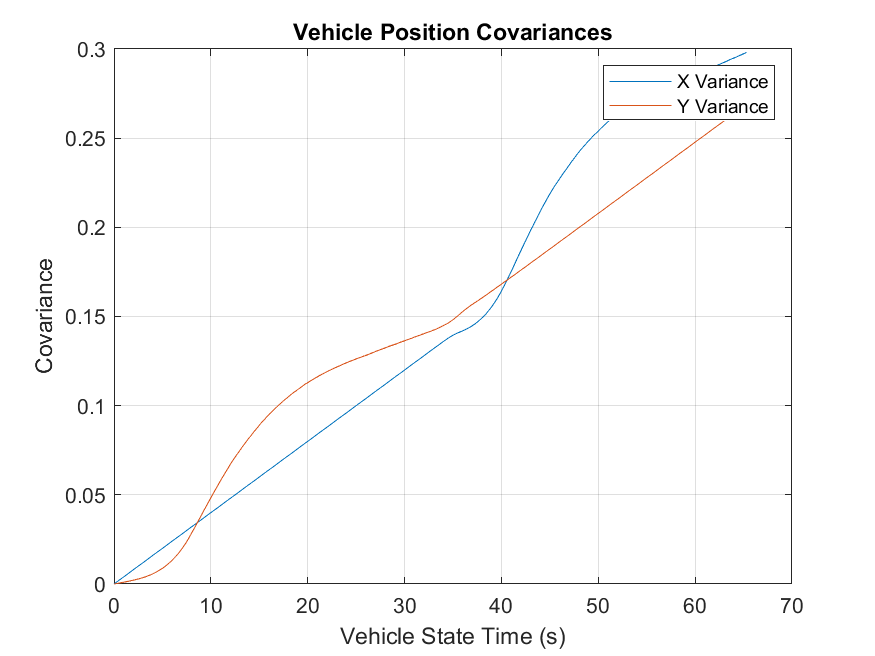 Vehicle Position Covariances
0.3
0.25
0.2
0.15
0.1
0.05
0
Covariance
X Variance
Y Variance
0 10 20 30 40 50 60 70
Vehicle State Time (s)